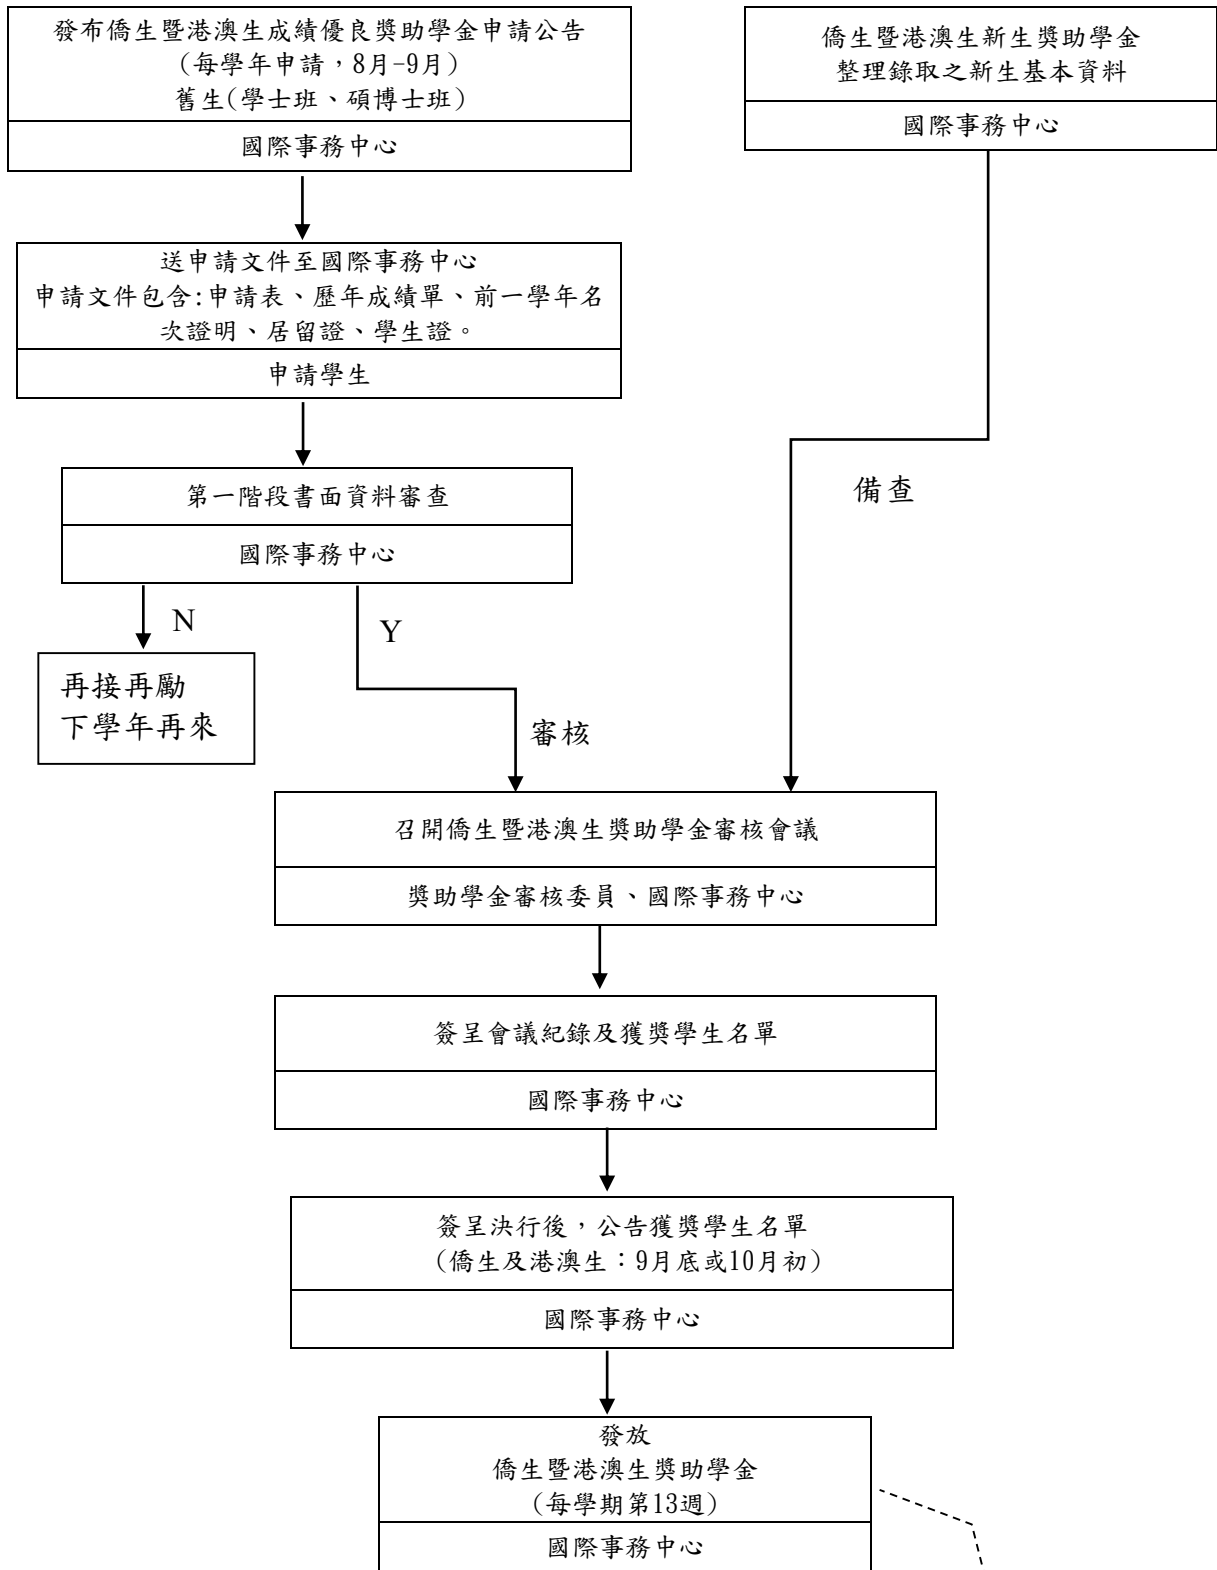 發布僑生暨港澳生成績優良獎助學金申請公告
(每學年申請，8月-9月)
舊生(學士班、碩博士班)
國際事務中心
僑生暨港澳生新生獎助學金
整理錄取之新生基本資料
國際事務中心
送申請文件至國際事務中心
申請文件包含:申請表、歷年成績單、前一學年名
次證明、居留證、學生證。
申請學生
第一階段書面資料審查
國際事務中心
備查
N
Y
再接再勵
下學年再來
審核
召開僑生暨港澳生獎助學金審核會議
獎助學金審核委員、國際事務中心
簽呈會議紀錄及獲獎學生名單
國際事務中心
簽呈決行後，公告獲獎學生名單
(僑生及港澳生：9月底或10月初)
國際事務中心
發放
僑生暨港澳生獎助學金
(每學期第13週)
國際事務中心